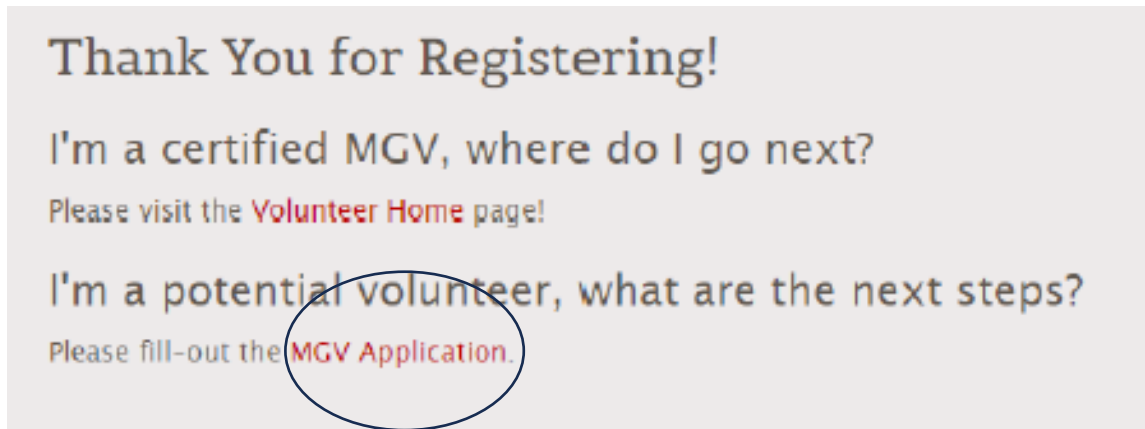 Thank You for Registering!
I'm a certified MGV, where do I go next?
Please visit the Volunteer Home page!
I'm a potential volunteer, what are the next steps?
Please fill-out the MGV Application.